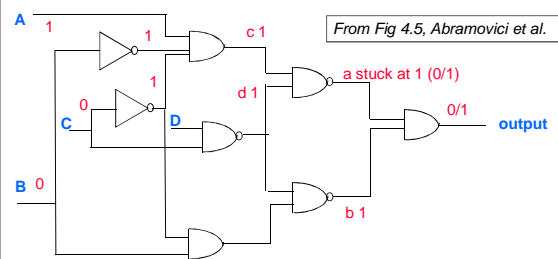 A
1
From Fig 4.5, Abramovici et al.
1
c 1
1
a stuck at 1 (0/1)
d 1
0
0/1
C
D
output
B 0
b 1